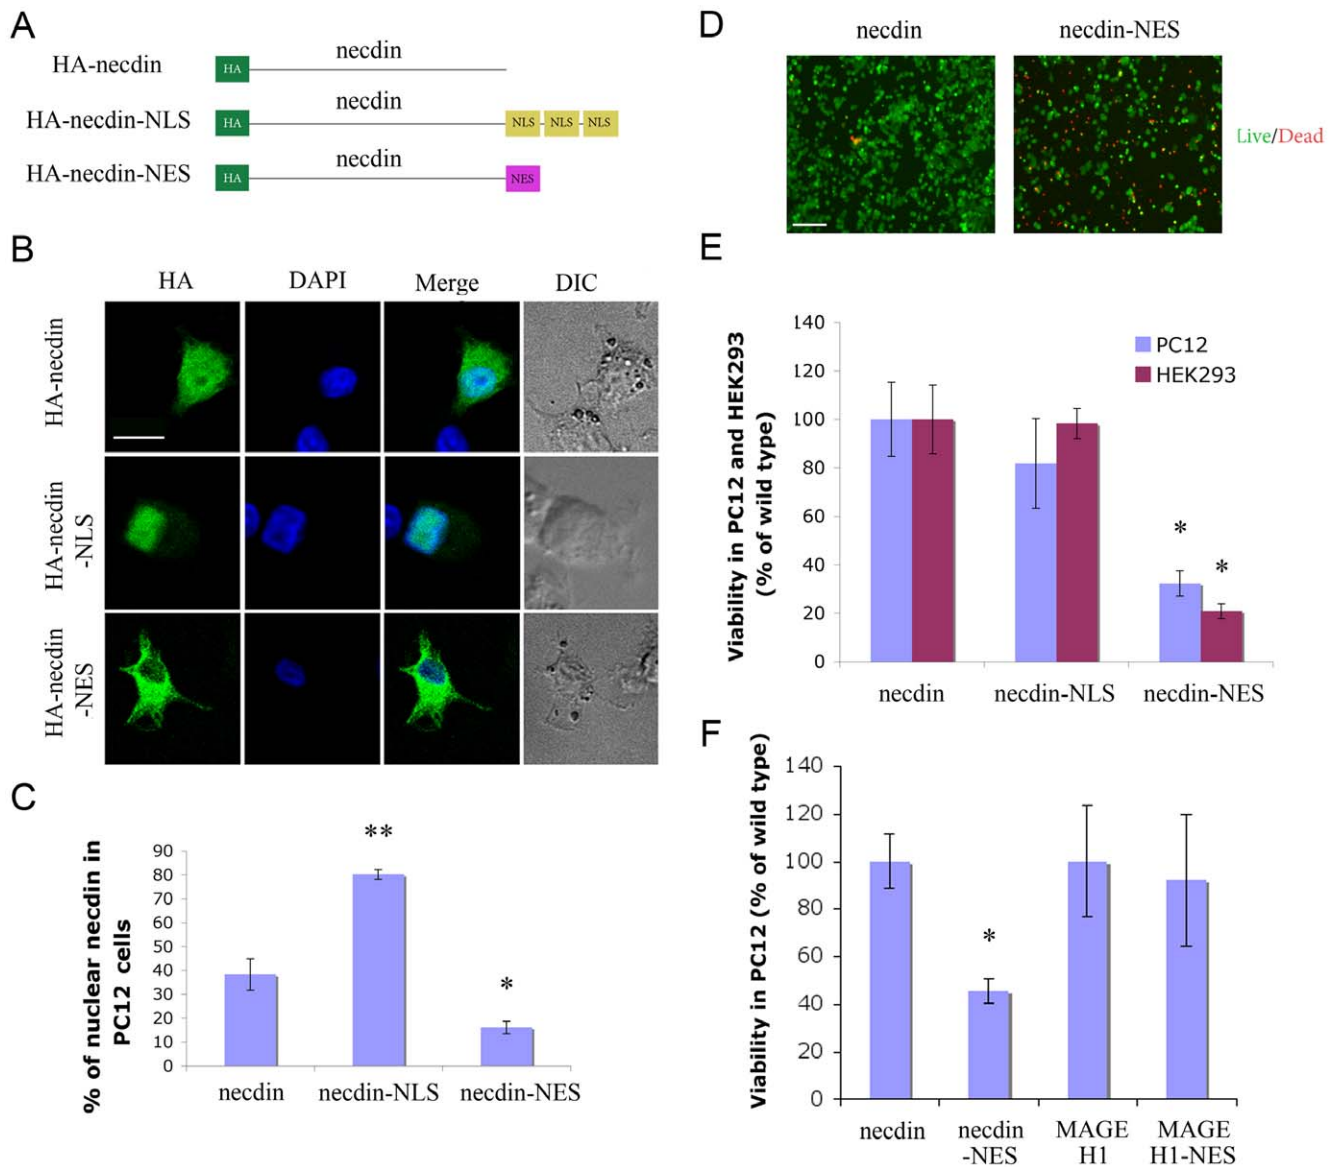 A
necdin
HA-necdin
HA
necdin
HA-necdin-NLS
HA
NLS NLS NLS
necdin
HA-necdin-NES
HA
NES
B
HA DAPI Merge DIC
HA-necdin
HA-necdin
-NLS
HA-necdin
-NES
C
% of nuclear necdin in
PC12 cells
90
80
70
60
50
40
30
20
10
0
necdin necdin-NLS necdin-NES
**
*
D
necdin necdin-NES
Live/Dead
E
Viability in PC12 and HEK293
(% of wild type)
140
120
100
80
60
40
20
0
PC12
HEK293
*
*
necdin necdin-NLS necdin-NES
F
Viability in PC12 (% of wild type)
140
120
100
80
60
40
20
0
*
necdin
necdin
-NES
MAGE
H1
MAGE
H1-NES